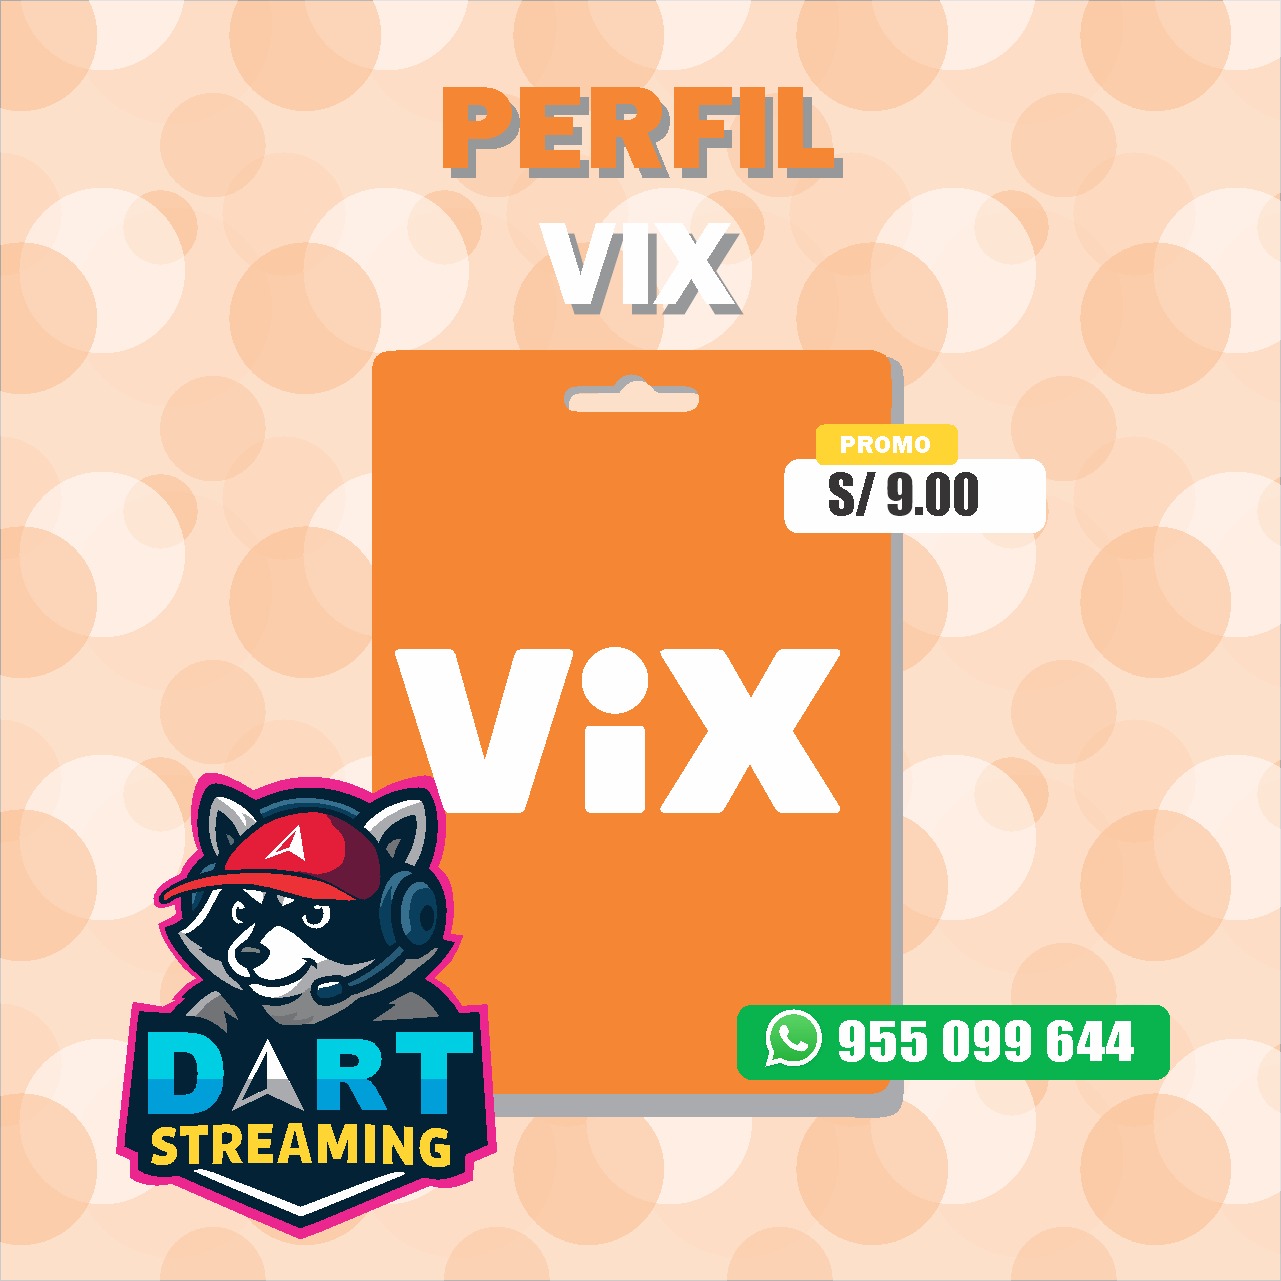 PERFIL
VIX
PROMO
S/ 9.00
ViX
955 099 644
DART
STREAMING